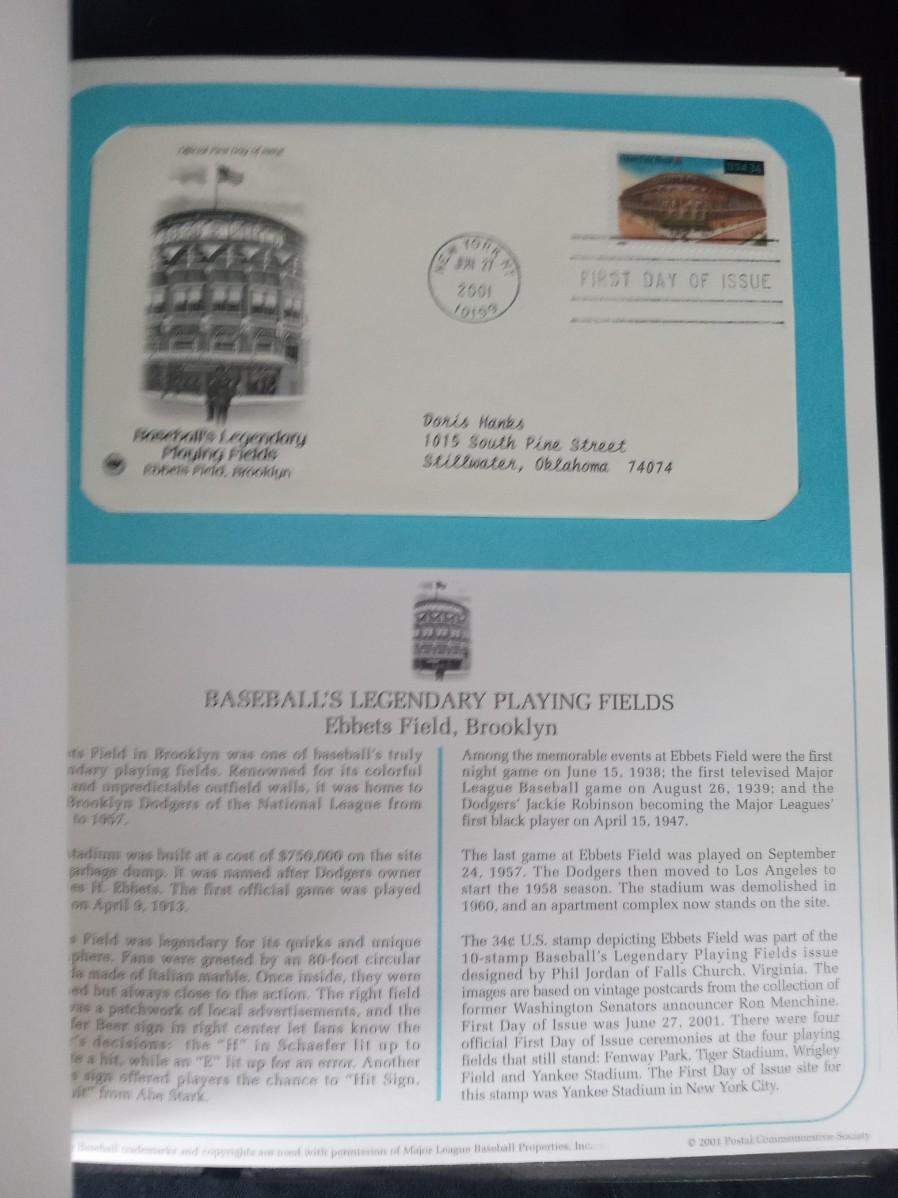 Official First Day of Issue
USA 34
NEW YORK NY
JUN 27
2001
10199
FIRST DAY OF ISSUE
Baseball's Legendary
Playing Fields
Ebbets Field, Brooklyn
Doris Hanks
1015 South Pine Street
Stillwater, Oklahoma 74074
BASEBALL'S LEGENDARY PLAYING FIELDS
Ebbets Field, Brooklyn
ts Field in Brooklyn was one of baseball's truly
ndary playing fields. Renowned for its colorful
and unpredictable outfield walls, it was home to
Brooklyn Dodgers of the National League from
to 1957.
tadium was built at a cost of $750,000 on the site
garbage dump. It was named after Dodgers owner
es H. Ebbets. The first official game was played
on April 9, 1913.
s Field was legendary for its quirks and unique
phere. Fans were greeted by an 80-foot circular
da made of Italian marble. Once inside, they were
ed but always close to the action. The right field
was a patchwork of local advertisements, and the
fer Beer sign in right center let fans know the
's decisions: the "H" in Schaefer lit up to
te a hit, while an "E" lit up for an error. Another
s sign offered players the chance to "Hit Sign,
uit" from Abe Stark.
Among the memorable events at Ebbets Field were the first
night game on June 15, 1938; the first televised Major
League Baseball game on August 26, 1939; and the
Dodgers' Jackie Robinson becoming the Major Leagues'
first black player on April 15, 1947.
The last game at Ebbets Field was played on September
24, 1957. The Dodgers then moved to Los Angeles to
start the 1958 season. The stadium was demolished in
1960, and an apartment complex now stands on the site.
The 34¢ U.S. stamp depicting Ebbets Field was part of the
10-stamp Baseball's Legendary Playing Fields issue
designed by Phil Jordan of Falls Church, Virginia. The
images are based on vintage postcards from the collection of
former Washington Senators announcer Ron Menchine.
First Day of Issue was June 27, 2001. There were four
official First Day of Issue ceremonies at the four playing
fields that still stand: Fenway Park, Tiger Stadium, Wrigley
Field and Yankee Stadium. The First Day of Issue site for
this stamp was Yankee Stadium in New York City.
Baseball trademarks and copyrights are used with permission of Major League Baseball Properties, Inc.
© 2001 Postal Commemorative Society